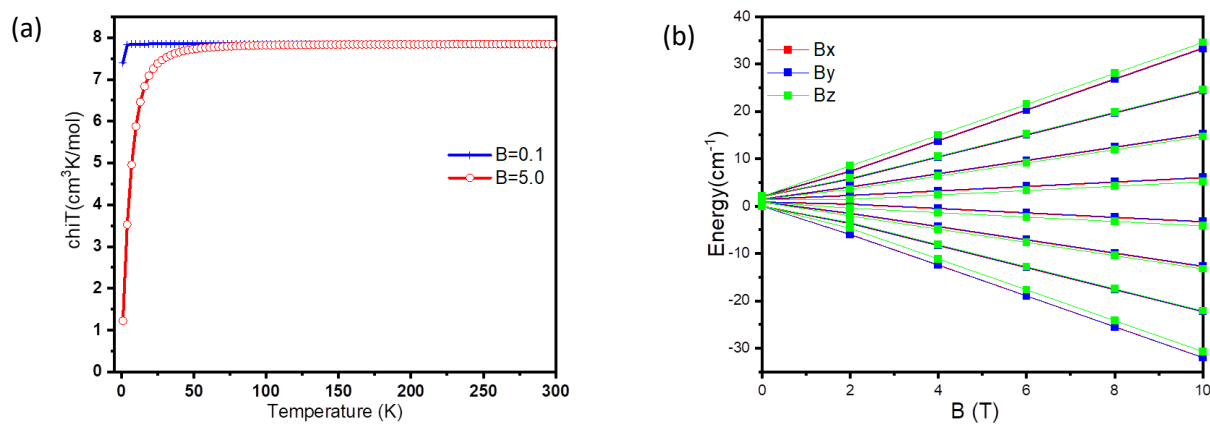 (a)
chiT(cm³K/mol)
8
7
6
5
4
3
2
1
0
B=0.1
B=5.0
0 50 100 150 200 250 300
Temperature (K)
(b)
Energy(cm⁻¹)
40
30
20
10
0
-10
-20
-30
Bx
By
Bz
0 2 4 6 8 10
B (T)